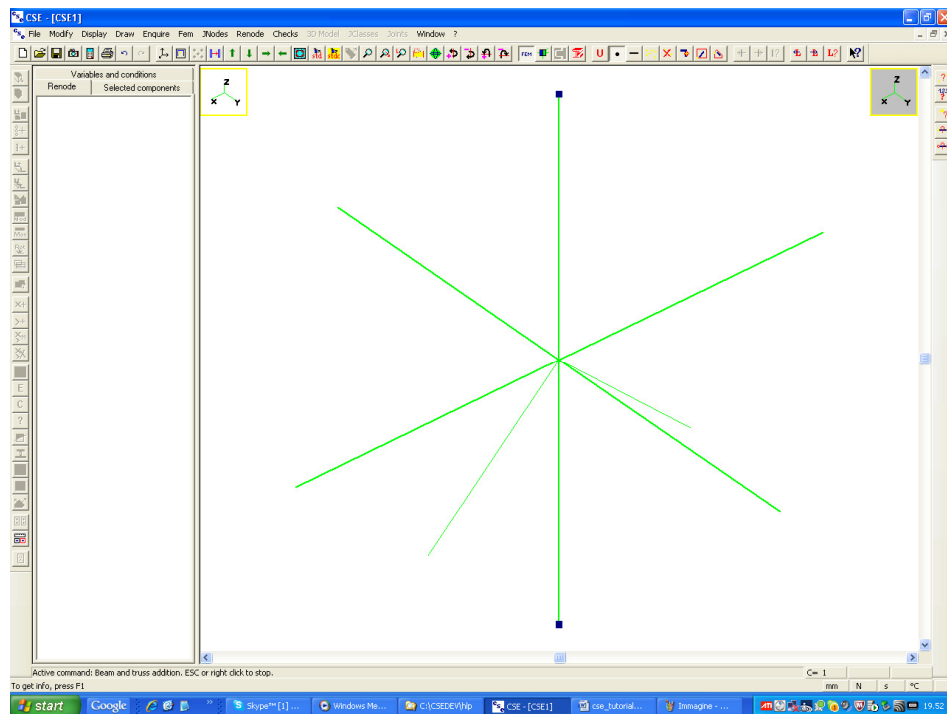 CSE - [CSE1]
File Modify Display Draw Enquire Fem JNodes Renode Checks 3D Model JClasses Joints Window ?
FEM U L?
Variables and conditions
Renode Selected components
Z
X Y
Z
X Y
E
C
?
Active command: Beam and truss addition. ESC or right click to stop.
C= 1
To get info, press F1
mm N s °C
start Google Skype™ [1] ... Windows Me... C:\CSEDEV\hlp CSE - [CSE1] cse_tutorial... Immagine - ... 19.52